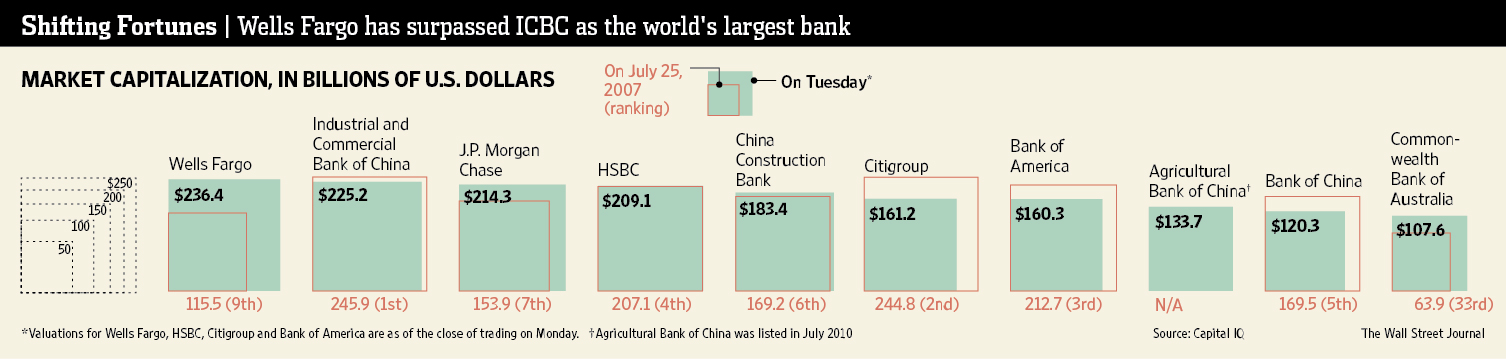 Shifting Fortunes | Wells Fargo has surpassed ICBC as the world's largest bank
MARKET CAPITALIZATION, IN BILLIONS OF U.S. DOLLARS
On July 25,
2007
(ranking)
On Tuesday*
$250
200
150
100
50
Wells Fargo
$236.4
115.5 (9th)
Industrial and
Commercial
Bank of China
$225.2
245.9 (1st)
J.P. Morgan
Chase
$214.3
153.9 (7th)
HSBC
$209.1
207.1 (4th)
China
Construction
Bank
$183.4
169.2 (6th)
Citigroup
$161.2
244.8 (2nd)
Bank of
America
$160.3
212.7 (3rd)
Agricultural
Bank of China†
$133.7
N/A
Bank of China
$120.3
169.5 (5th)
Common-
wealth
Bank of
Australia
$107.6
63.9 (33rd)
*Valuations for Wells Fargo, HSBC, Citigroup and Bank of America are as of the close of trading on Monday. †Agricultural Bank of China was listed in July 2010
Source: Capital IQ
The Wall Street Journal